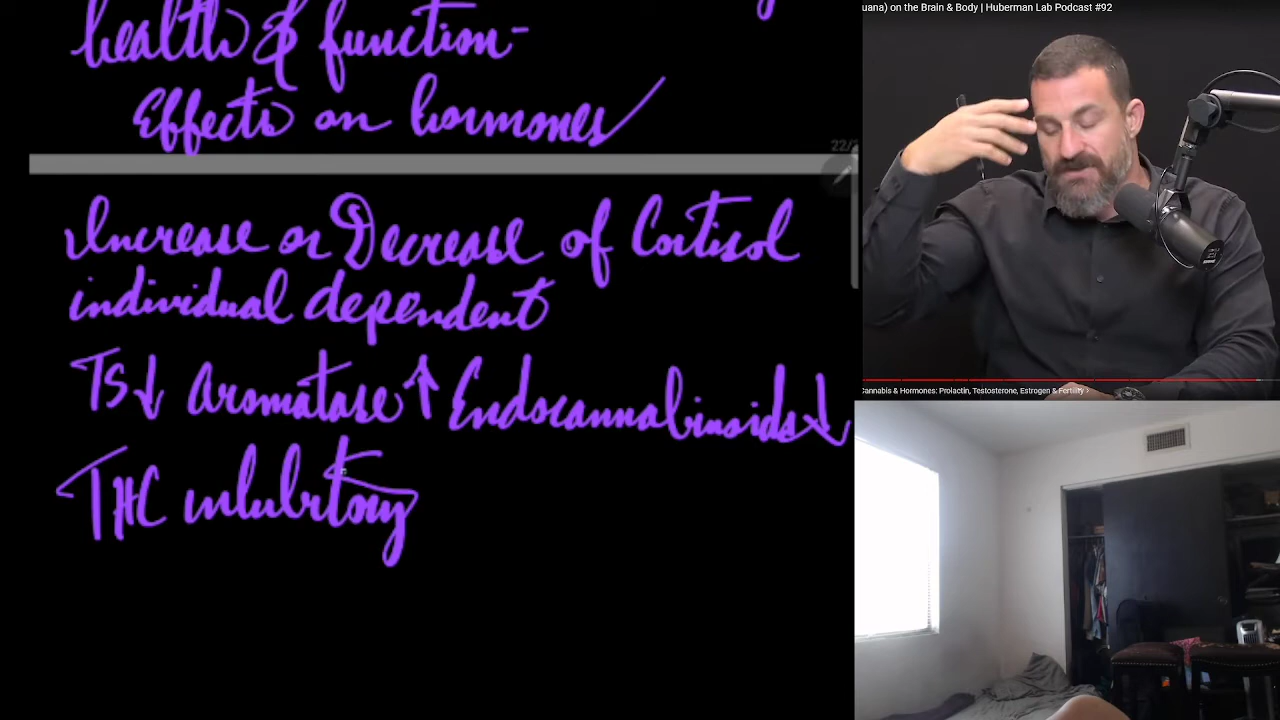 health & function-
Effects on hormones
Increase or Decrease of Cortisol
individual dependent
TS↓ Aromatase ↑ Endocannabinoids↓
THC inhibitory
22/
uana) on the Brain & Body | Huberman Lab Podcast #92
Cannabis & Hormones: Prolactin, Testosterone, Estrogen & Fertility >